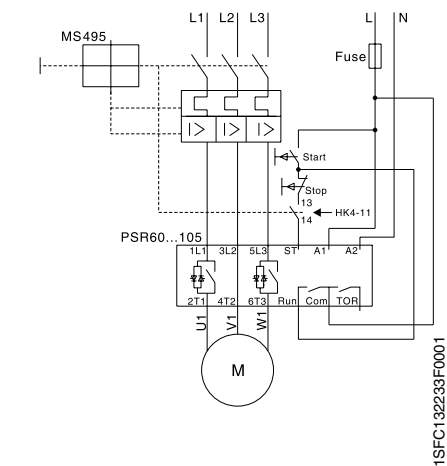 L1 L2 L3 L N
MS495
Fuse
Start
Stop
13
HK4-11
14
PSR60...105
1L1 3L2 5L3 ST A1 A2
2T1 4T2 6T3 Run Com TOR
U1 V1 W1
M
1SFC132233F0001